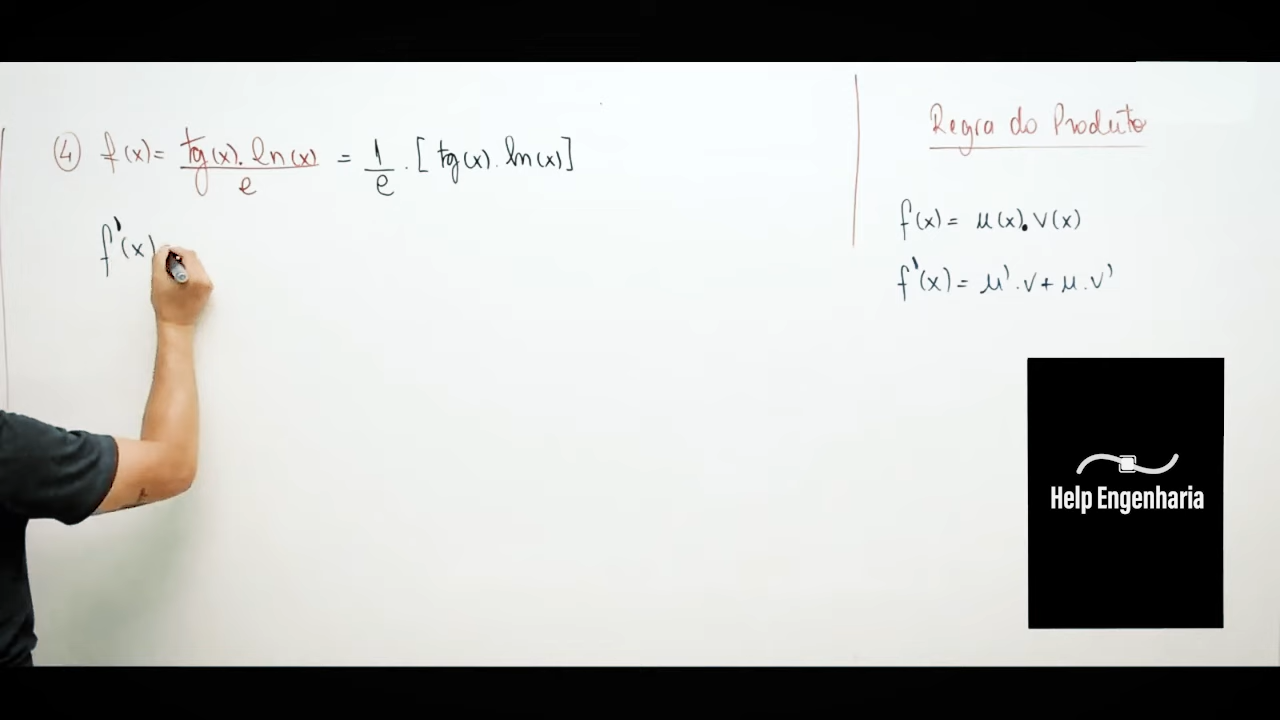 ④ f(x) = tg(x).ln(x)/e = 1/e . [tg(x).ln(x)]
f'(x) =
Regra do Produto
f(x) = μ(x).v(x)
f'(x) = μ'.v + μ.v'
Help Engenharia